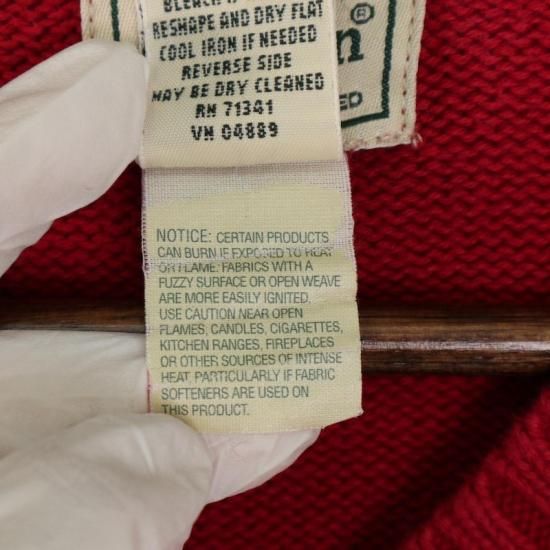 BLEACH
RESHAPE AND DRY FLAT
COOL IRON IF NEEDED
REVERSE SIDE
MAY BE DRY CLEANED
RN 71341
VN 04889
n®
ED
NOTICE: CERTAIN PRODUCTS
CAN BURN IF EXPOSED TO HEAT
OR FLAME. FABRICS WITH A
FUZZY SURFACE OR OPEN WEAVE
ARE MORE EASILY IGNITED.
USE CAUTION NEAR OPEN
FLAMES, CANDLES, CIGARETTES,
KITCHEN RANGES, FIREPLACES
OR OTHER SOURCES OF INTENSE
HEAT, PARTICULARLY IF FABRIC
SOFTENERS ARE USED ON
THIS PRODUCT.